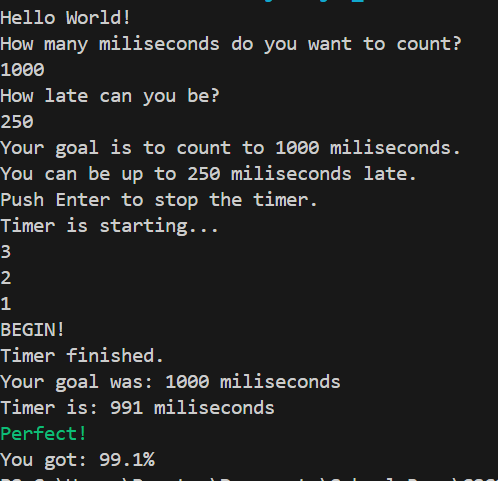 Hello World!
How many miliseconds do you want to count?
1000
How late can you be?
250
Your goal is to count to 1000 miliseconds.
You can be up to 250 miliseconds late.
Push Enter to stop the timer.
Timer is starting...
3
2
1
BEGIN!
Timer finished.
Your goal was: 1000 miliseconds
Timer is: 991 miliseconds
Perfect!
You got: 99.1%